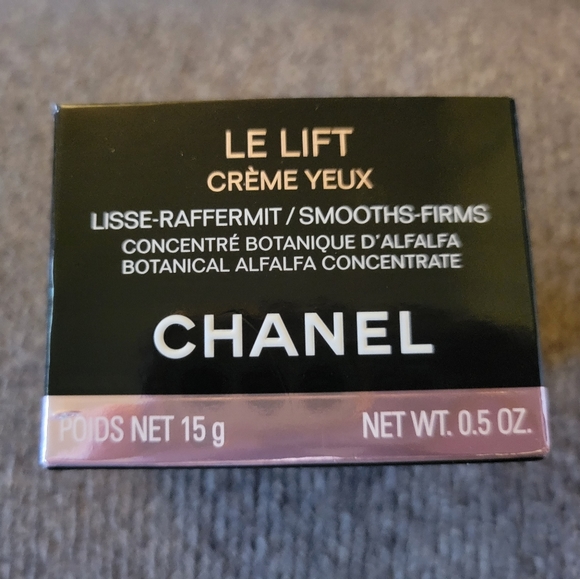 LE LIFT
CRÈME YEUX
LISSE-RAFFERMIT / SMOOTHS-FIRMS
CONCENTRÉ BOTANIQUE D'ALFALFA
BOTANICAL ALFALFA CONCENTRATE
CHANEL
POIDS NET 15 g NET WT. 0.5 OZ.